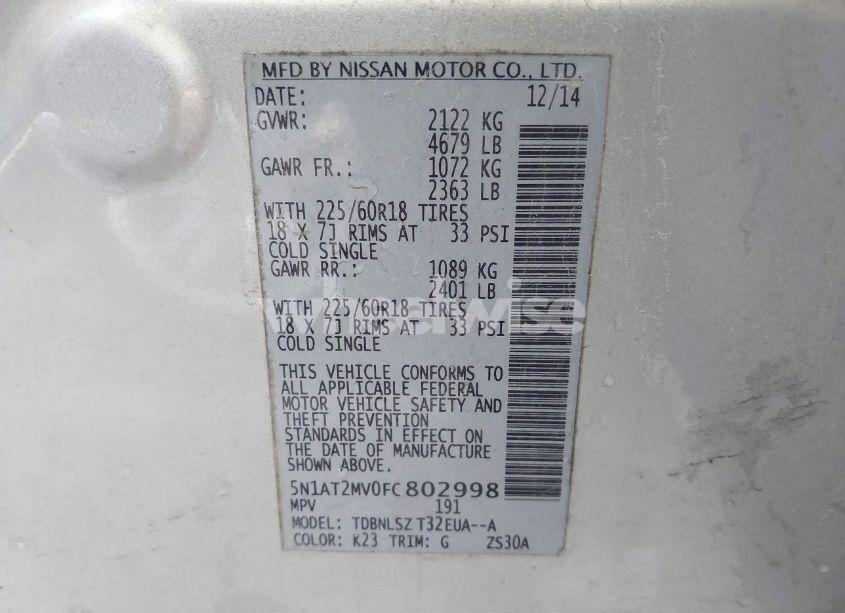 MFD BY NISSAN MOTOR CO., LTD.
DATE: 12/14
GVWR: 2122 KG
4679 LB
GAWR FR.: 1072 KG
2363 LB
WITH 225/60R18 TIRES
18 X 7J RIMS AT 33 PSI
COLD SINGLE
GAWR RR.: 1089 KG
2401 LB
WITH 225/60R18 TIRES
18 X 7J RIMS AT 33 PSI
COLD SINGLE
wheelwise
THIS VEHICLE CONFORMS TO
ALL APPLICABLE FEDERAL
MOTOR VEHICLE SAFETY AND
THEFT PREVENTION
STANDARDS IN EFFECT ON
THE DATE OF MANUFACTURE
SHOWN ABOVE.
5N1AT2MV0FC802998
MPV 191
MODEL: TDBNLSZ T32EUA--A
COLOR: K23 TRIM: G ZS30A